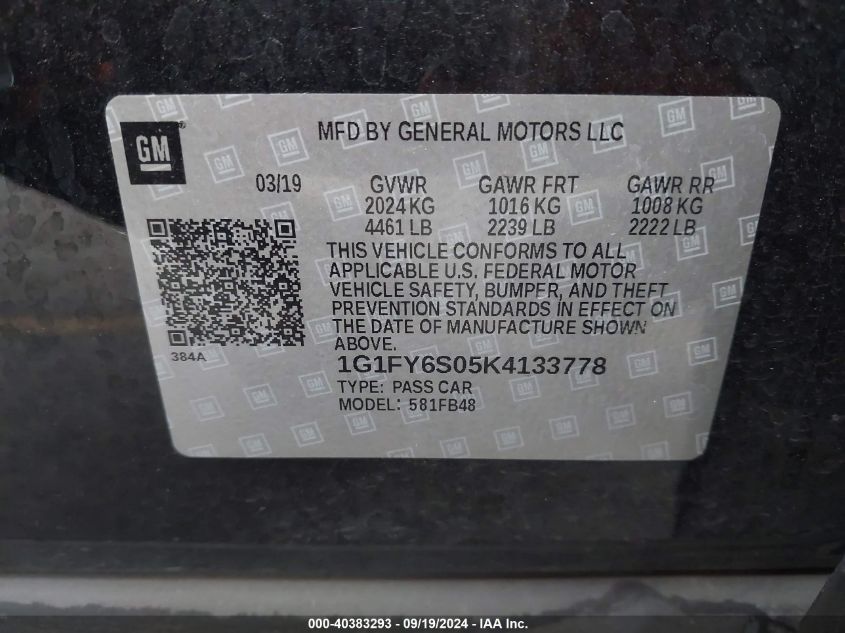 GM
MFD BY GENERAL MOTORS LLC
03/19 GVWR GAWR FRT GAWR RR
2024 KG 1016 KG 1008 KG
4461 LB 2239 LB 2222 LB
THIS VEHICLE CONFORMS TO ALL
APPLICABLE U.S. FEDERAL MOTOR
VEHICLE SAFETY, BUMPER, AND THEFT
PREVENTION STANDARDS IN EFFECT ON
THE DATE OF MANUFACTURE SHOWN
ABOVE.
384A
1G1FY6S05K4133778
TYPE: PASS CAR
MODEL: 581FB48
000-40383293 - 09/19/2024 - IAA Inc.